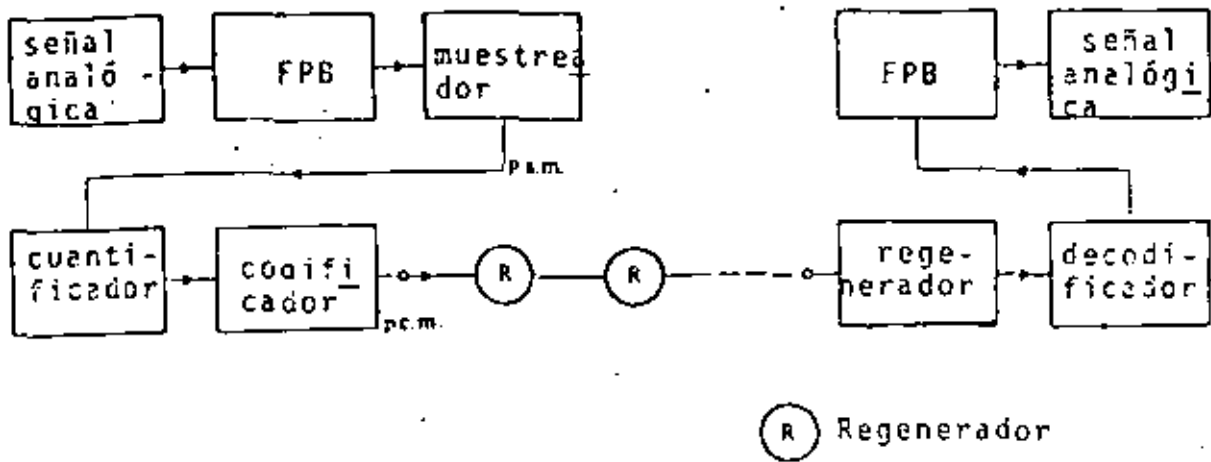 señal
analó-
gica
FPB
muestrea
dor
FPB
señal
analógi
ca
p.a.m.
cuanti-
ficador
codifi
cador
p.c.m.
R
R
rege-
nerador
decodi-
ficador
R Regenerador